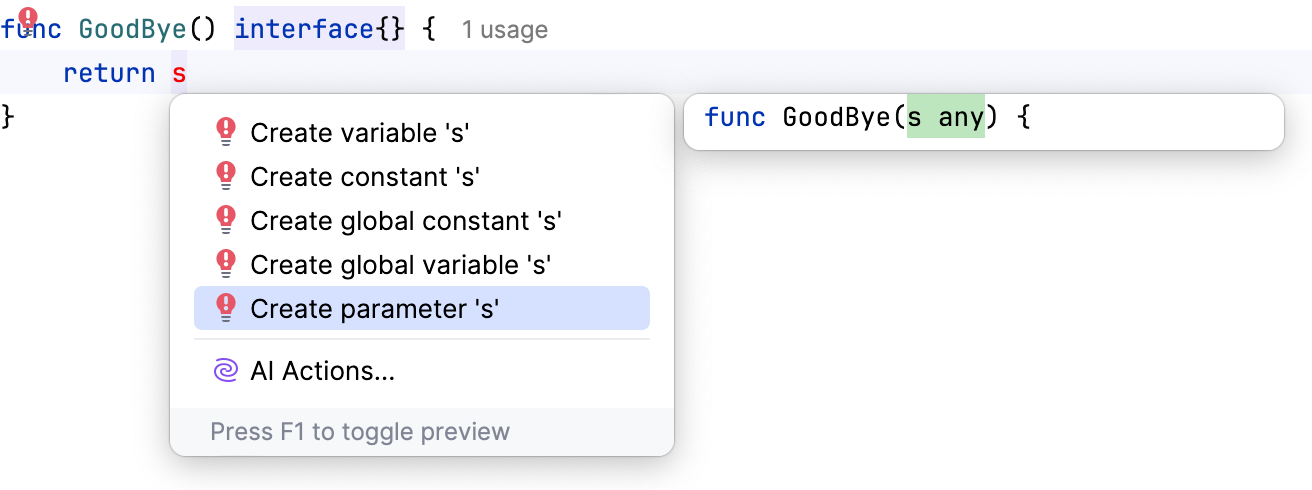 func GoodBye() interface{} { 1 usage
    return s
}
Create variable 's'
Create constant 's'
Create global constant 's'
Create global variable 's'
Create parameter 's'
AI Actions...
Press F1 to toggle preview
func GoodBye(s any) {